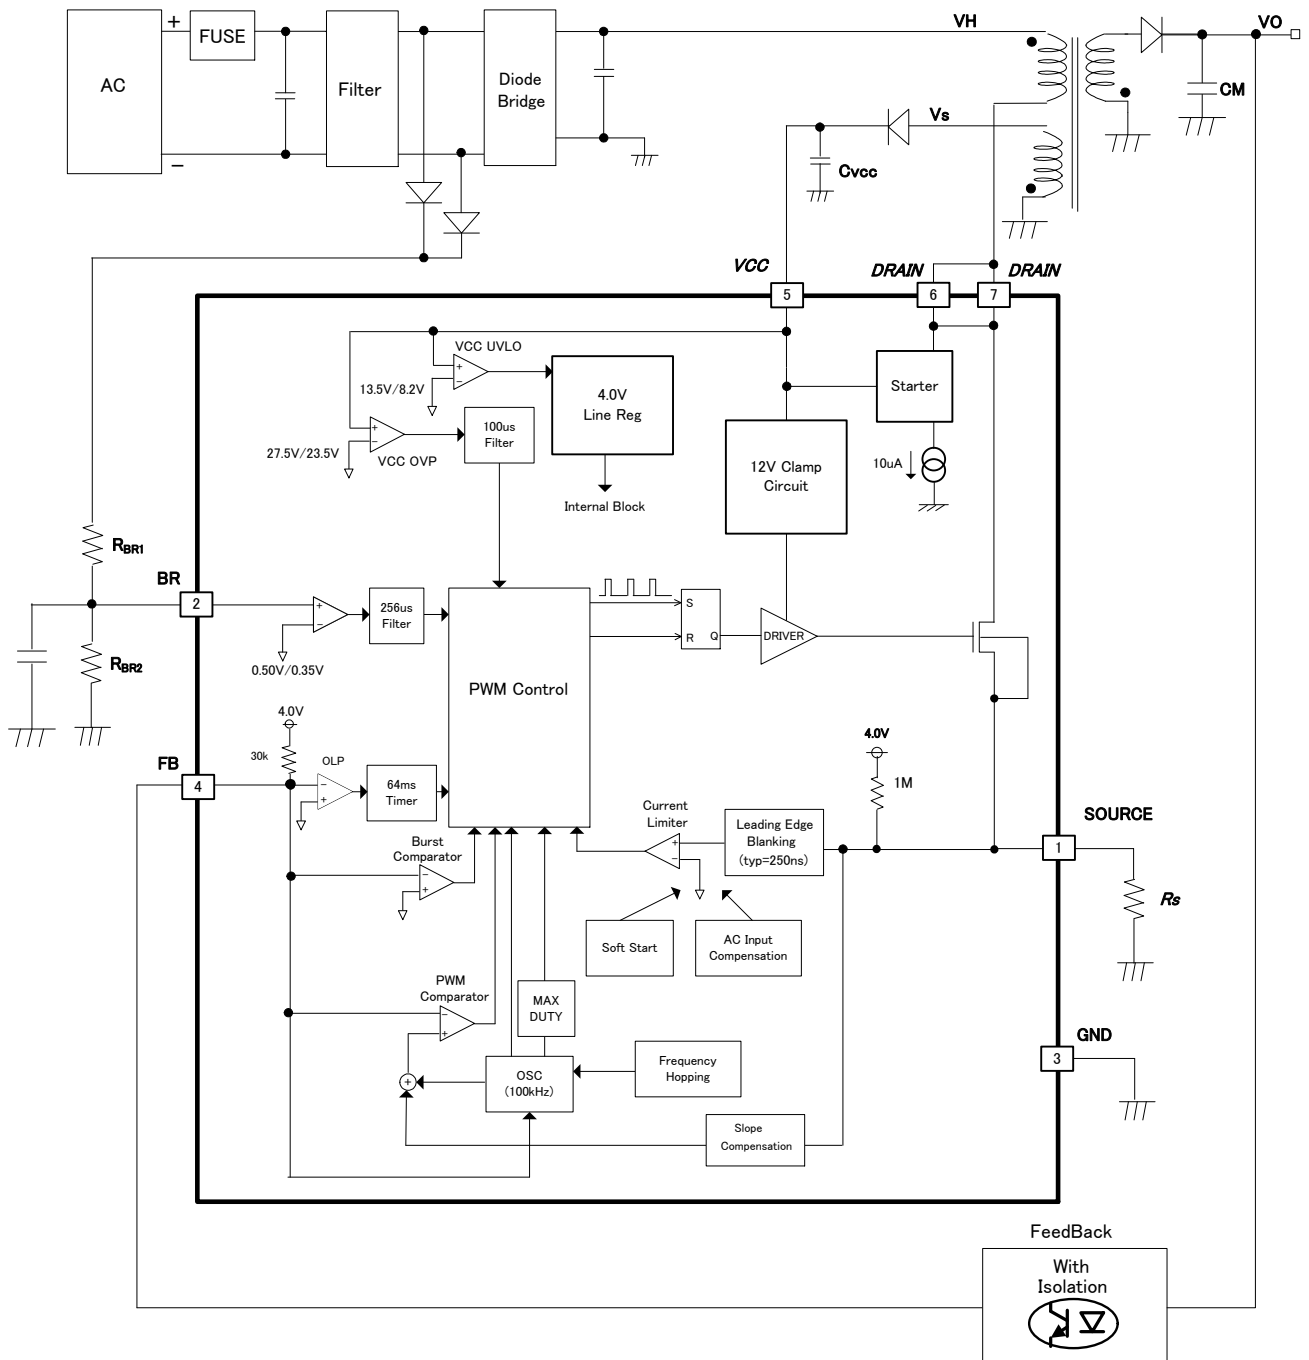 +
FUSE
AC
−
Filter
Diode
Bridge
VH
VO
CM
Vs
Cvcc
VCC
5
DRAIN
6
DRAIN
7
VCC UVLO
13.5V/8.2V
4.0V
Line Reg
27.5V/23.5V
VCC OVP
100us
Filter
Internal Block
Starter
12V Clamp
Circuit
10uA
RBR1
BR
2
256us
Filter
0.50V/0.35V
RBR2
PWM Control
S
R
Q
DRIVER
4.0V
30k
FB
4
OLP
64ms
Timer
4.0V
1M
Current
Limiter
Leading Edge
Blanking
(typ=250ns)
SOURCE
1
Rs
Burst
Comparator
Soft Start
AC Input
Compensation
PWM
Comparator
MAX
DUTY
OSC
(100kHz)
Frequency
Hopping
GND
3
Slope
Compensation
FeedBack
With
Isolation